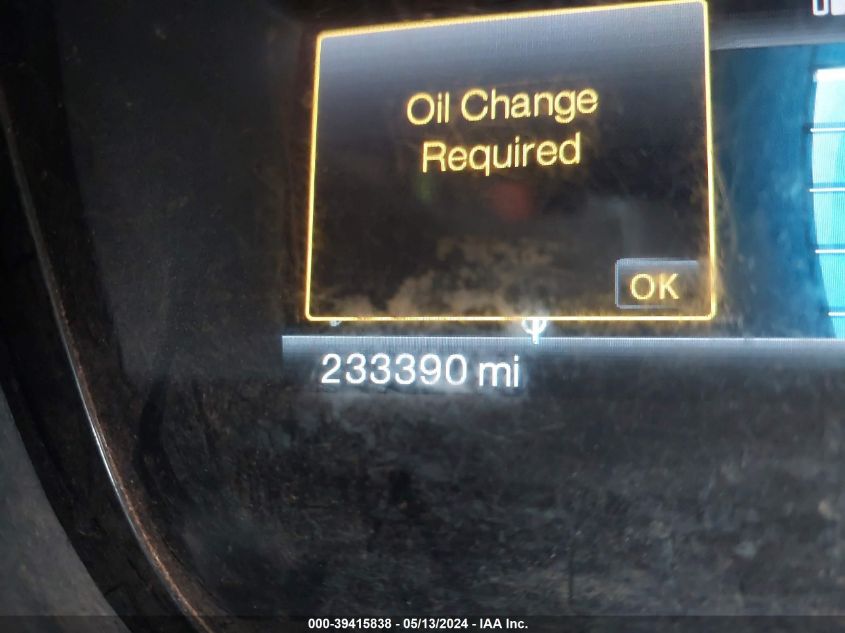 Oil Change
Required
OK
233390 mi
000-39415838 - 05/13/2024 - IAA Inc.